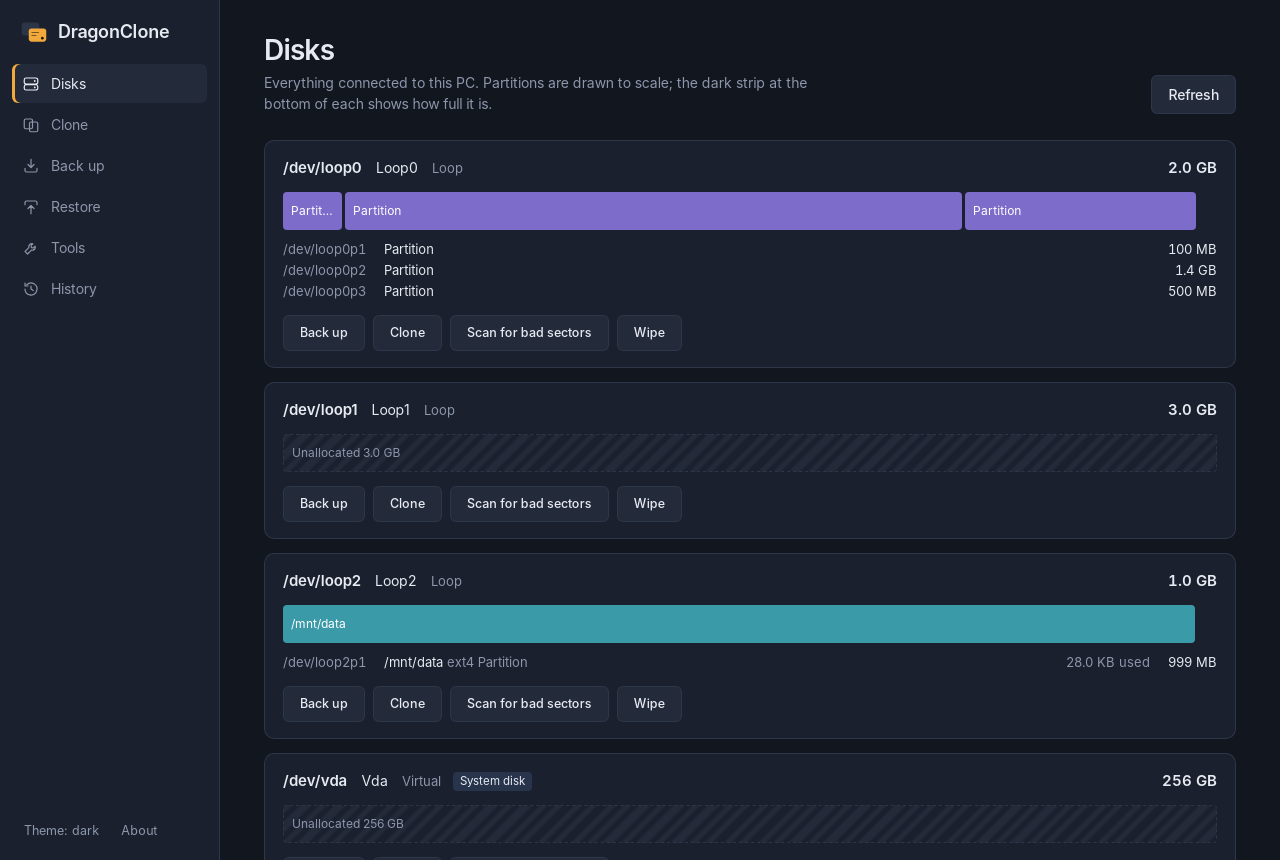 DragonClone
Disks
Clone
Back up
Restore
Tools
History
Theme: dark About
Disks
Everything connected to this PC. Partitions are drawn to scale; the dark strip at the
bottom of each shows how full it is.
Refresh
/dev/loop0 Loop0 Loop 2.0 GB
Partit... Partition Partition
/dev/loop0p1 Partition 100 MB
/dev/loop0p2 Partition 1.4 GB
/dev/loop0p3 Partition 500 MB
Back up Clone Scan for bad sectors Wipe
/dev/loop1 Loop1 Loop 3.0 GB
Unallocated 3.0 GB
Back up Clone Scan for bad sectors Wipe
/dev/loop2 Loop2 Loop 1.0 GB
/mnt/data
/dev/loop2p1 /mnt/data ext4 Partition 28.0 KB used 999 MB
Back up Clone Scan for bad sectors Wipe
/dev/vda Vda Virtual System disk 256 GB
Unallocated 256 GB